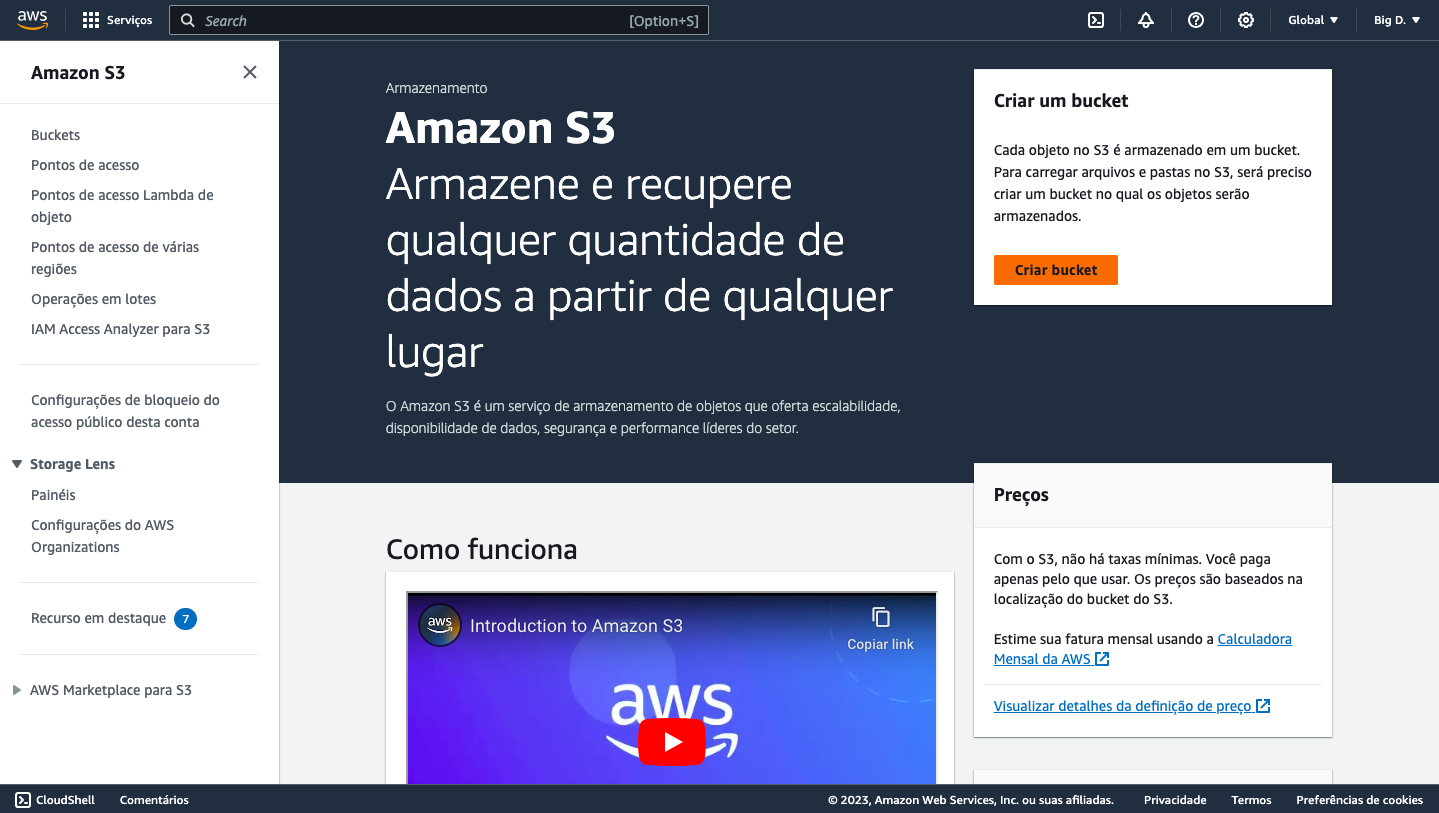 aws
Serviços
Search
[Option+S]
Global
Big D.
Amazon S3
Buckets
Pontos de acesso
Pontos de acesso Lambda de
objeto
Pontos de acesso de várias
regiões
Operações em lotes
IAM Access Analyzer para S3
Configurações de bloqueio do
acesso público desta conta
Storage Lens
Painéis
Configurações do AWS
Organizations
Recurso em destaque 7
AWS Marketplace para S3
Armazenamento
Amazon S3
Armazene e recupere
qualquer quantidade de
dados a partir de qualquer
lugar
O Amazon S3 é um serviço de armazenamento de objetos que oferta escalabilidade,
disponibilidade de dados, segurança e performance líderes do setor.
Criar um bucket
Cada objeto no S3 é armazenado em um bucket.
Para carregar arquivos e pastas no S3, será preciso
criar um bucket no qual os objetos serão
armazenados.
Criar bucket
Como funciona
aws
Introduction to Amazon S3
Copiar link
aws
Preços
Com o S3, não há taxas mínimas. Você paga
apenas pelo que usar. Os preços são baseados na
localização do bucket do S3.
Estime sua fatura mensal usando a Calculadora
Mensal da AWS
Visualizar detalhes da definição de preço
CloudShell
Comentários
© 2023, Amazon Web Services, Inc. ou suas afiliadas.
Privacidade
Termos
Preferências de cookies